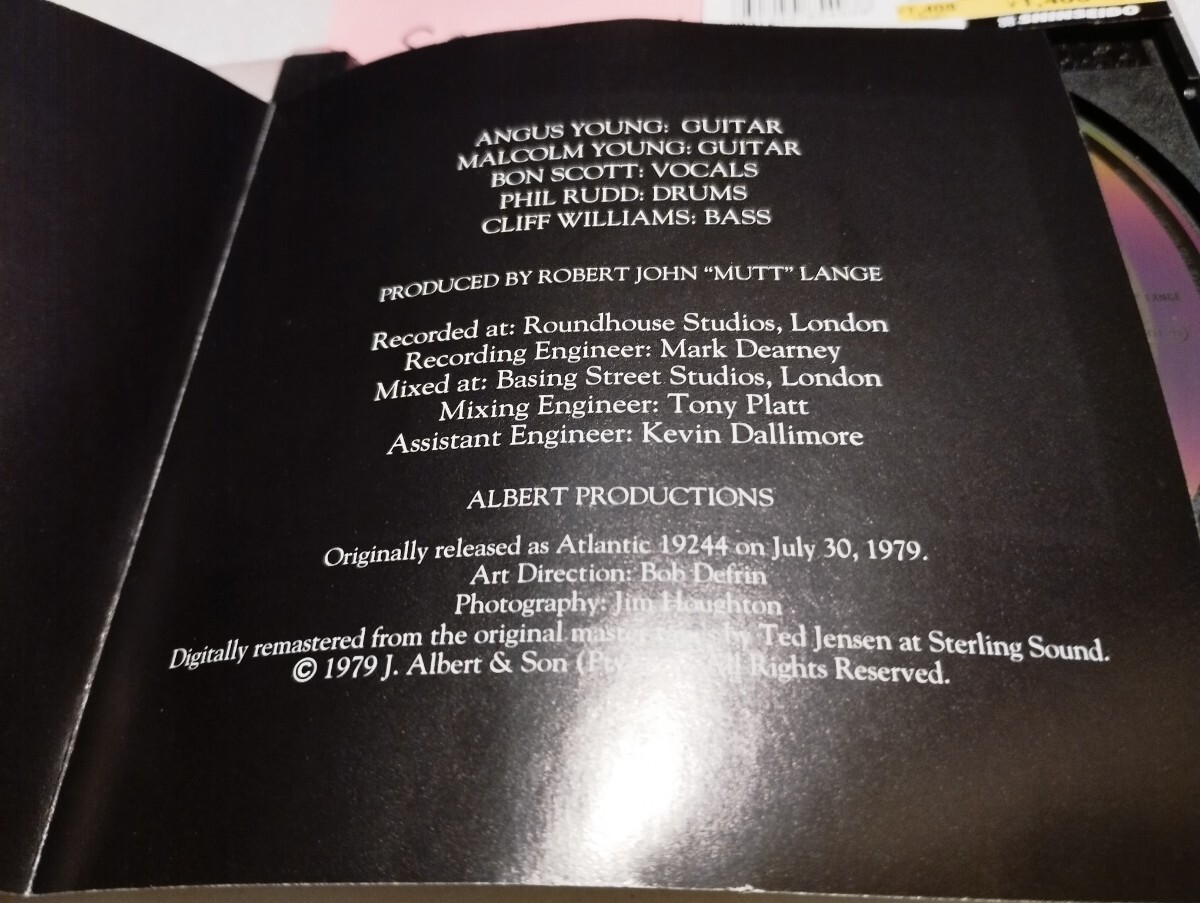 ANGUS YOUNG: GUITAR
MALCOLM YOUNG: GUITAR
BON SCOTT: VOCALS
PHIL RUDD: DRUMS
CLIFF WILLIAMS: BASS
PRODUCED BY ROBERT JOHN “MUTT” LANGE
Recorded at: Roundhouse Studios, London
Recording Engineer: Mark Dearney
Mixed at: Basing Street Studios, London
Mixing Engineer: Tony Platt
Assistant Engineer: Kevin Dallimore
ALBERT PRODUCTIONS
Originally released as Atlantic 19244 on July 30, 1979.
Art Direction: Bob Defrin
Photography: Jim Houghton
Digitally remastered from the original by Ted Jensen at Sterling Sound.
© 1979 J. Albert & Son Rights Reserved.
LANGE